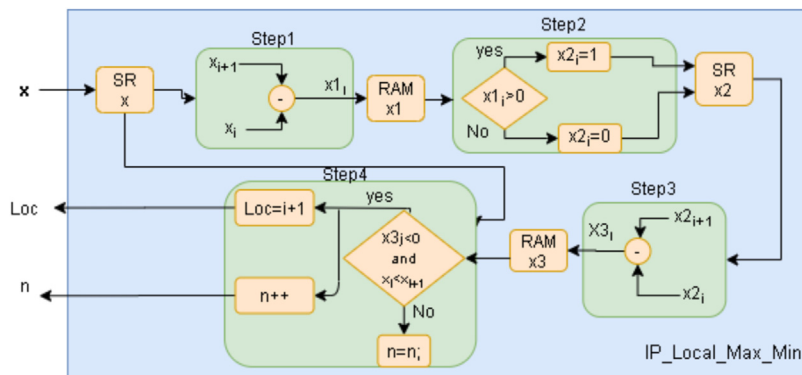 Step1
Step2
x
SR
x
x_{i+1}
-
x_i
x1_i
RAM
x1
yes
x1_i>0
No
x2_i=1
x2_i=0
SR
x2
Step4
Step3
Loc
Loc=i+1
yes
x3_i<0
and
x_i<x_{i+1}
No
n
n++
n=n;
RAM
x3
X3_i
-
x2_{i+1}
x2_i
IP_Local_Max_Min